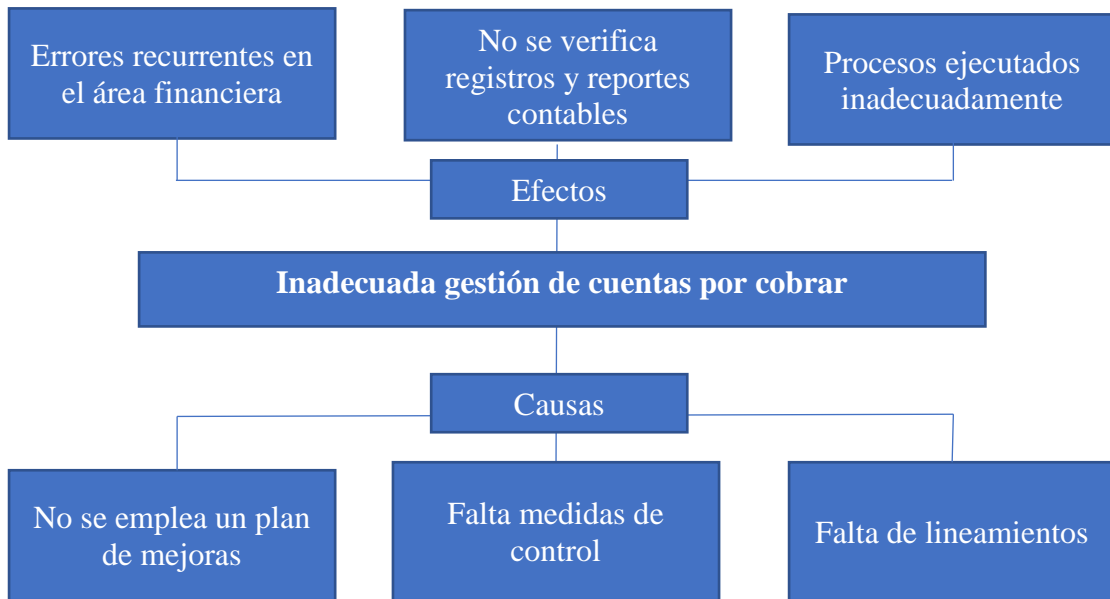 Errores recurrentes en
el área financiera
No se verifica
registros y reportes
contables
Procesos ejecutados
inadecuadamente
Efectos
Inadecuada gestión de cuentas por cobrar
Causas
No se emplea un plan
de mejoras
Falta medidas de
control
Falta de lineamientos